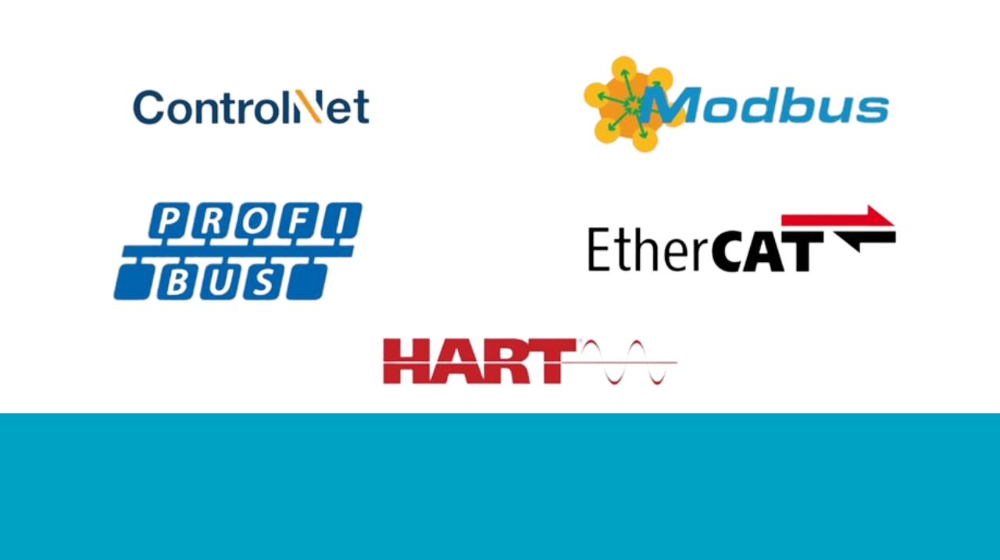 ControlNet
Modbus
PROFI
BUS
EtherCAT
HART